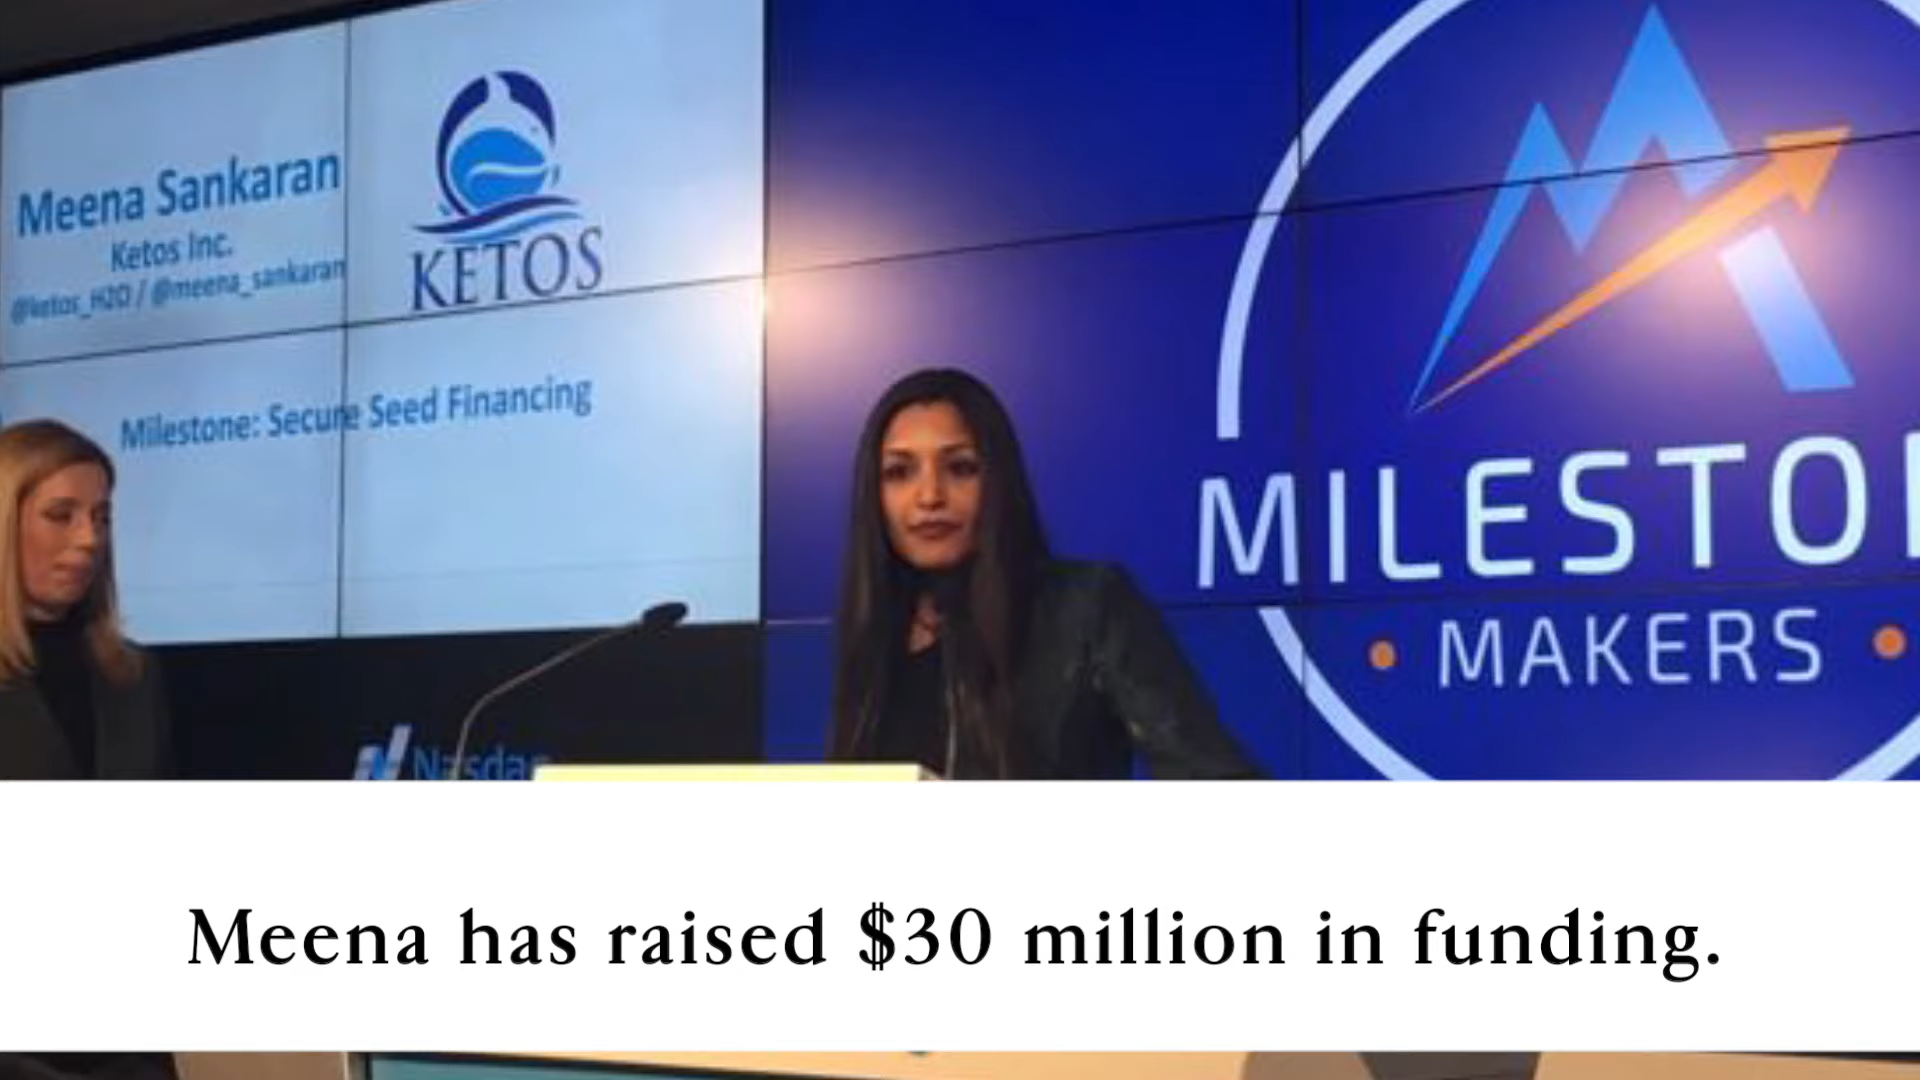 Meena Sankaran
Ketos Inc.
@ketos_H2O / @meena_sankaran
KETOS
Milestone: Secure Seed Financing
MILESTO
MAKERS
Nasdaq
Meena has raised $30 million in funding.